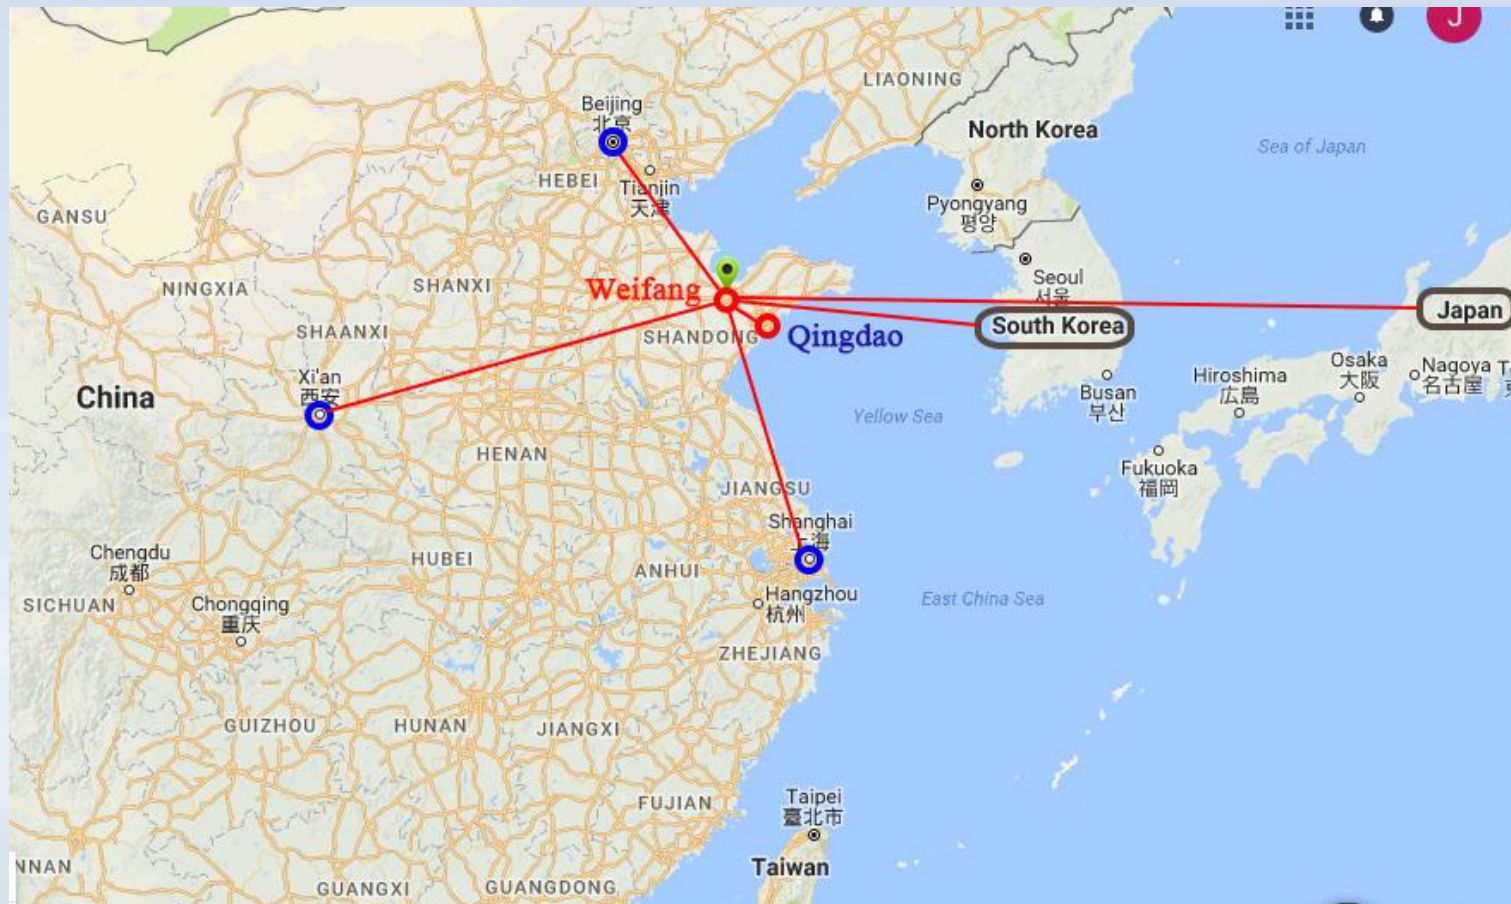 J
LIAONING
Beijing
北京
North Korea
Sea of Japan
HEBEI
Tianjin
天津
Pyongyang
평양
GANSU
Seoul
서울
NINGXIA
SHANXI
Weifang
Japan
South Korea
SHAANXI
SHANDONG
Qingdao
Xi'an
西安
China
Hiroshima
広島
Osaka
大阪
Nagoya
名古屋
Busan
부산
Yellow Sea
HENAN
Fukuoka
福岡
JIANGSU
Shanghai
上海
Chengdu
成都
HUBEI
ANHUI
SICHUAN
Chongqing
重庆
Hangzhou
杭州
East China Sea
ZHEJIANG
GUIZHOU
HUNAN
JIANGXI
FUJIAN
Taipei
臺北市
Taiwan
NNAN
GUANGXI
GUANGDONG